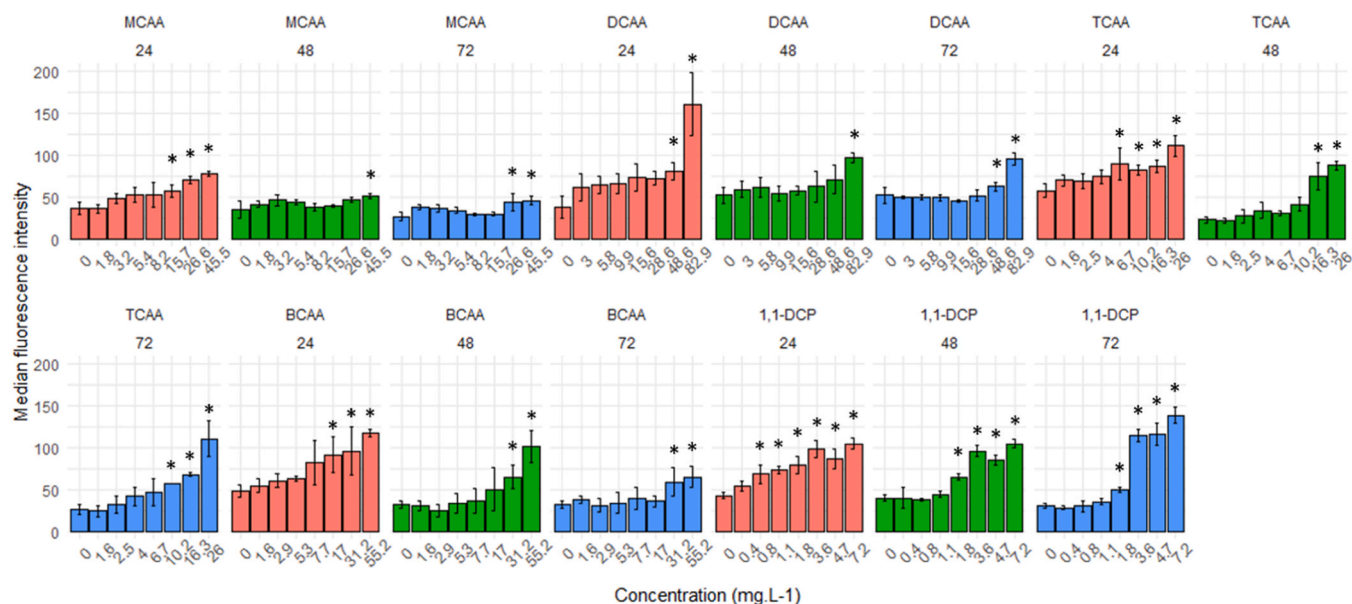 MCAA MCAA MCAA DCAA DCAA DCAA TCAA TCAA
24 48 72 24 48 72 24 48
200
150
100
50
0
* * * * * * * * * * * * * * * *
0 1.8 3.2 5.4 8.2 15.7 26.6 45.5 0 1.8 3.2 5.4 8.2 15.7 26.6 45.5 0 1.8 3.2 5.4 8.2 15.7 26.6 45.5 0 3 5.8 9.9 15.6 28.6 48.6 82.9 0 3 5.8 9.9 15.6 28.6 48.6 82.9 0 3 5.8 9.9 15.6 28.6 48.6 82.9 0 1.6 2.5 4 6.7 10.2 16.3 26 0 1.6 2.5 4 6.7 10.2 16.3 26
Median fluorescence intensity
TCAA BCAA BCAA BCAA 1,1-DCP 1,1-DCP 1,1-DCP
72 24 48 72 24 48 72
200
150
100
50
0
* * * * * * * * * * * * * * * * * * * * * * * *
0 1.6 2.5 4 6.7 10.2 16.3 26 0 1.6 2.9 5.3 7.7 17 31.2 55.2 0 1.6 2.9 5.3 7.7 17 31.2 55.2 0 1.6 2.9 5.3 7.7 17 31.2 55.2 0 0.4 0.8 1.1 1.8 3.6 4.7 7.2 0 0.4 0.8 1.1 1.8 3.6 4.7 7.2 0 0.4 0.8 1.1 1.8 3.6 4.7 7.2
Concentration (mg.L-1)